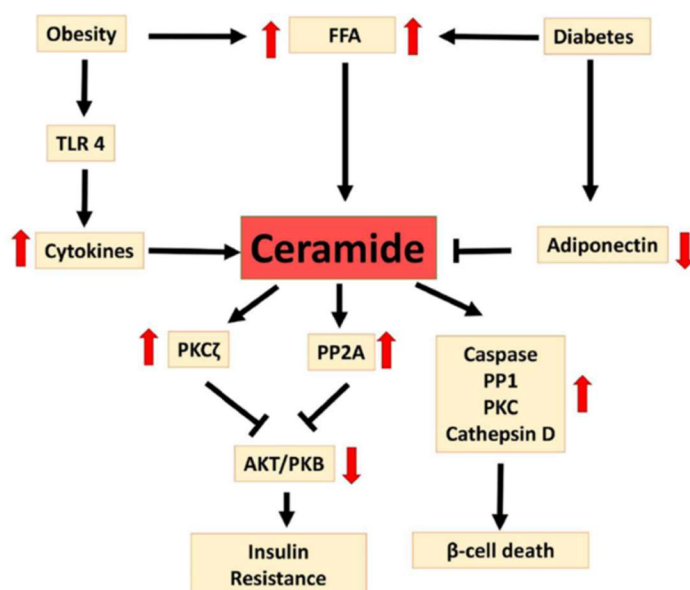 Obesity
FFA
Diabetes
TLR 4
Cytokines
Ceramide
Adiponectin
PKCζ
PP2A
Caspase
PP1
PKC
Cathepsin D
AKT/PKB
Insulin
Resistance
β-cell death